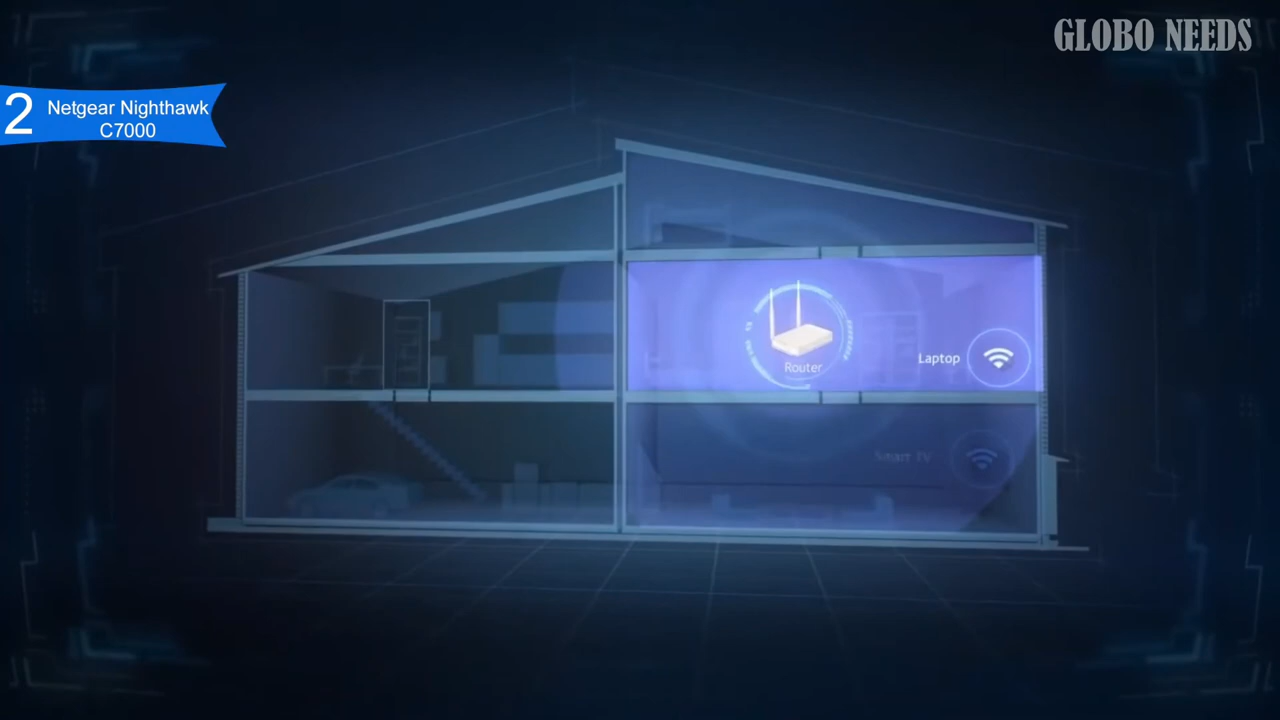 GLOBO NEEDS
2
Netgear Nighthawk
C7000
Router
Laptop
Smart TV